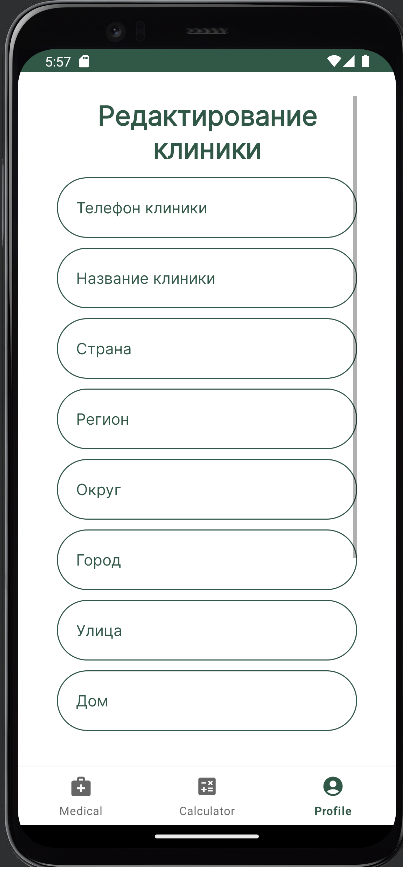 5:57
Редактирование
клиники
Телефон клиники
Название клиники
Страна
Регион
Округ
Город
Улица
Дом
Medical
Calculator
Profile